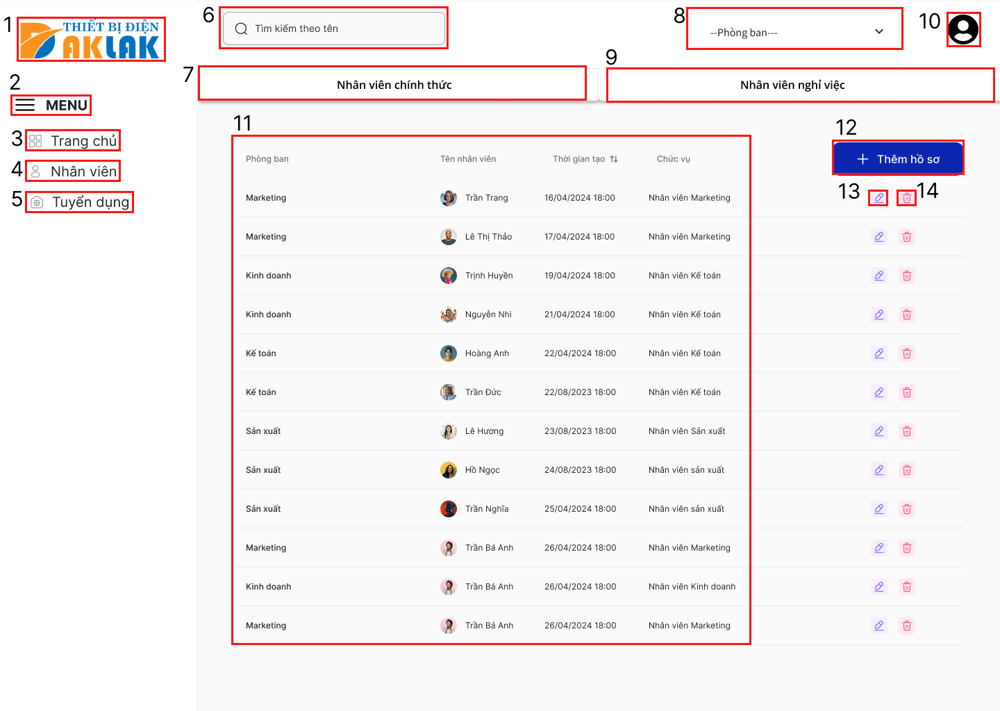 1
THIẾT BỊ ĐIỆN
ĐAKLAK
2
MENU
3
Trang chủ
4
Nhân viên
5
Tuyển dụng
6
Tìm kiếm theo tên
8
--Phòng ban---
10
7
Nhân viên chính thức
9
Nhân viên nghỉ việc
11
12
Phòng ban Tên nhân viên Thời gian tạo Chức vụ
Thêm hồ sơ
13
14
Marketing Trần Trang 16/04/2024 18:00 Nhân viên Marketing
Marketing Lê Thị Thảo 17/04/2024 18:00 Nhân viên Marketing
Kinh doanh Trịnh Huyền 19/04/2024 18:00 Nhân viên Kế toán
Kinh doanh Nguyễn Nhi 21/04/2024 18:00 Nhân viên Kế toán
Kế toán Hoàng Anh 22/04/2024 18:00 Nhân viên Kế toán
Kế toán Trần Đức 22/08/2023 18:00 Nhân viên Kế toán
Sản xuất Lê Hương 23/08/2023 18:00 Nhân viên Sản xuất
Sản xuất Hồ Ngọc 24/08/2023 18:00 Nhân viên sản xuất
Sản xuất Trần Nghĩa 25/04/2024 18:00 Nhân viên sản xuất
Marketing Trần Bá Anh 26/04/2024 18:00 Nhân viên Marketing
Kinh doanh Trần Bá Anh 26/04/2024 18:00 Nhân viên Kinh doanh
Marketing Trần Bá Anh 26/04/2024 18:00 Nhân viên Marketing